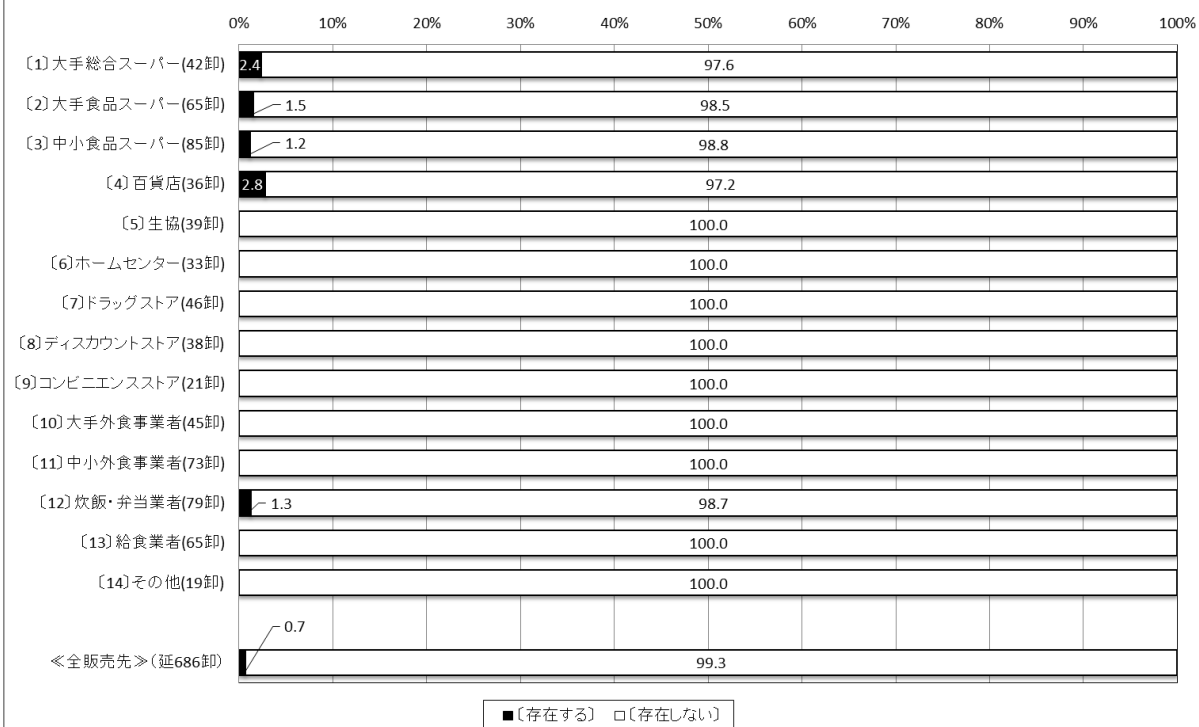 0% 10% 20% 30% 40% 50% 60% 70% 80% 90% 100%
〔1〕大手総合スーパー(42卸) 2.4 97.6
〔2〕大手食品スーパー(65卸) 1.5 98.5
〔3〕中小食品スーパー(85卸) 1.2 98.8
〔4〕百貨店(36卸) 2.8 97.2
〔5〕生協(39卸) 100.0
〔6〕ホームセンター(33卸) 100.0
〔7〕ドラッグストア(46卸) 100.0
〔8〕ディスカウントストア(38卸) 100.0
〔9〕コンビニエンスストア(21卸) 100.0
〔10〕大手外食事業者(45卸) 100.0
〔11〕中小外食事業者(73卸) 100.0
〔12〕炊飯・弁当業者(79卸) 1.3 98.7
〔13〕給食業者(65卸) 100.0
〔14〕その他(19卸) 100.0
≪全販売先≫(延686卸) 0.7 99.3
■〔存在する〕 □〔存在しない〕